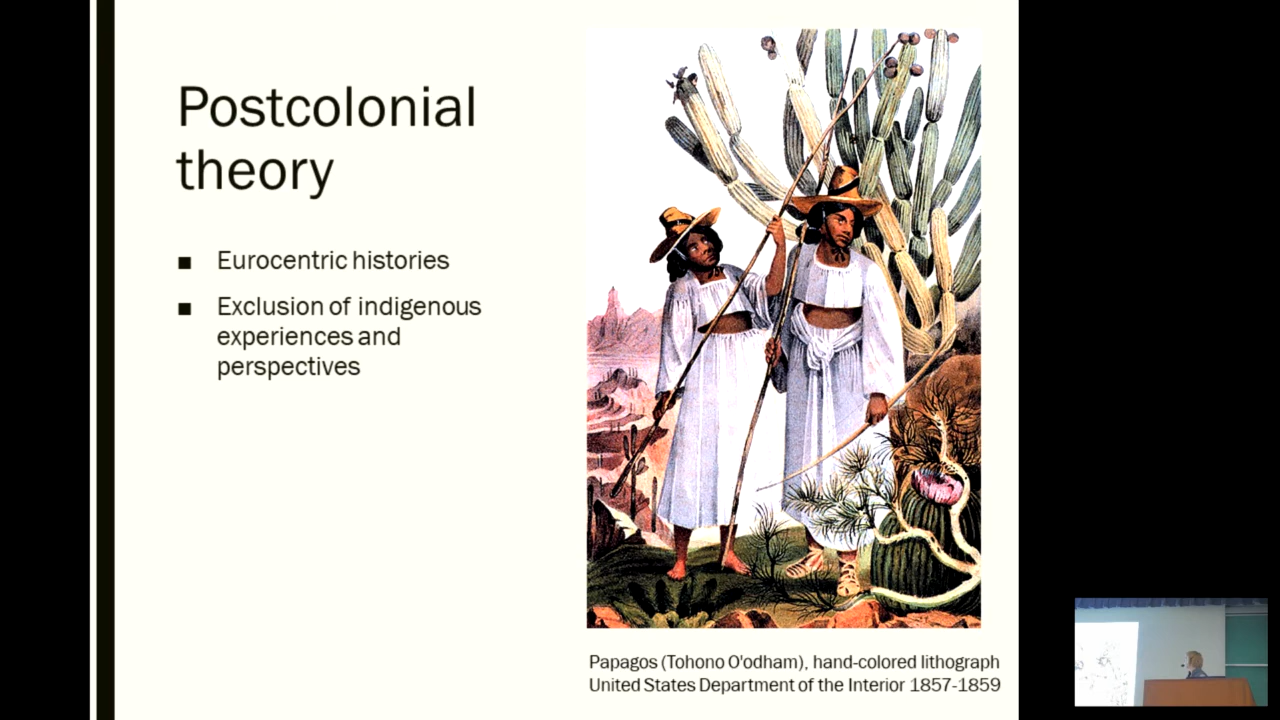 Postcolonial
theory
■ Eurocentric histories
■ Exclusion of indigenous
experiences and
perspectives
Papagos (Tohono O'odham), hand-colored lithograph
United States Department of the Interior 1857-1859